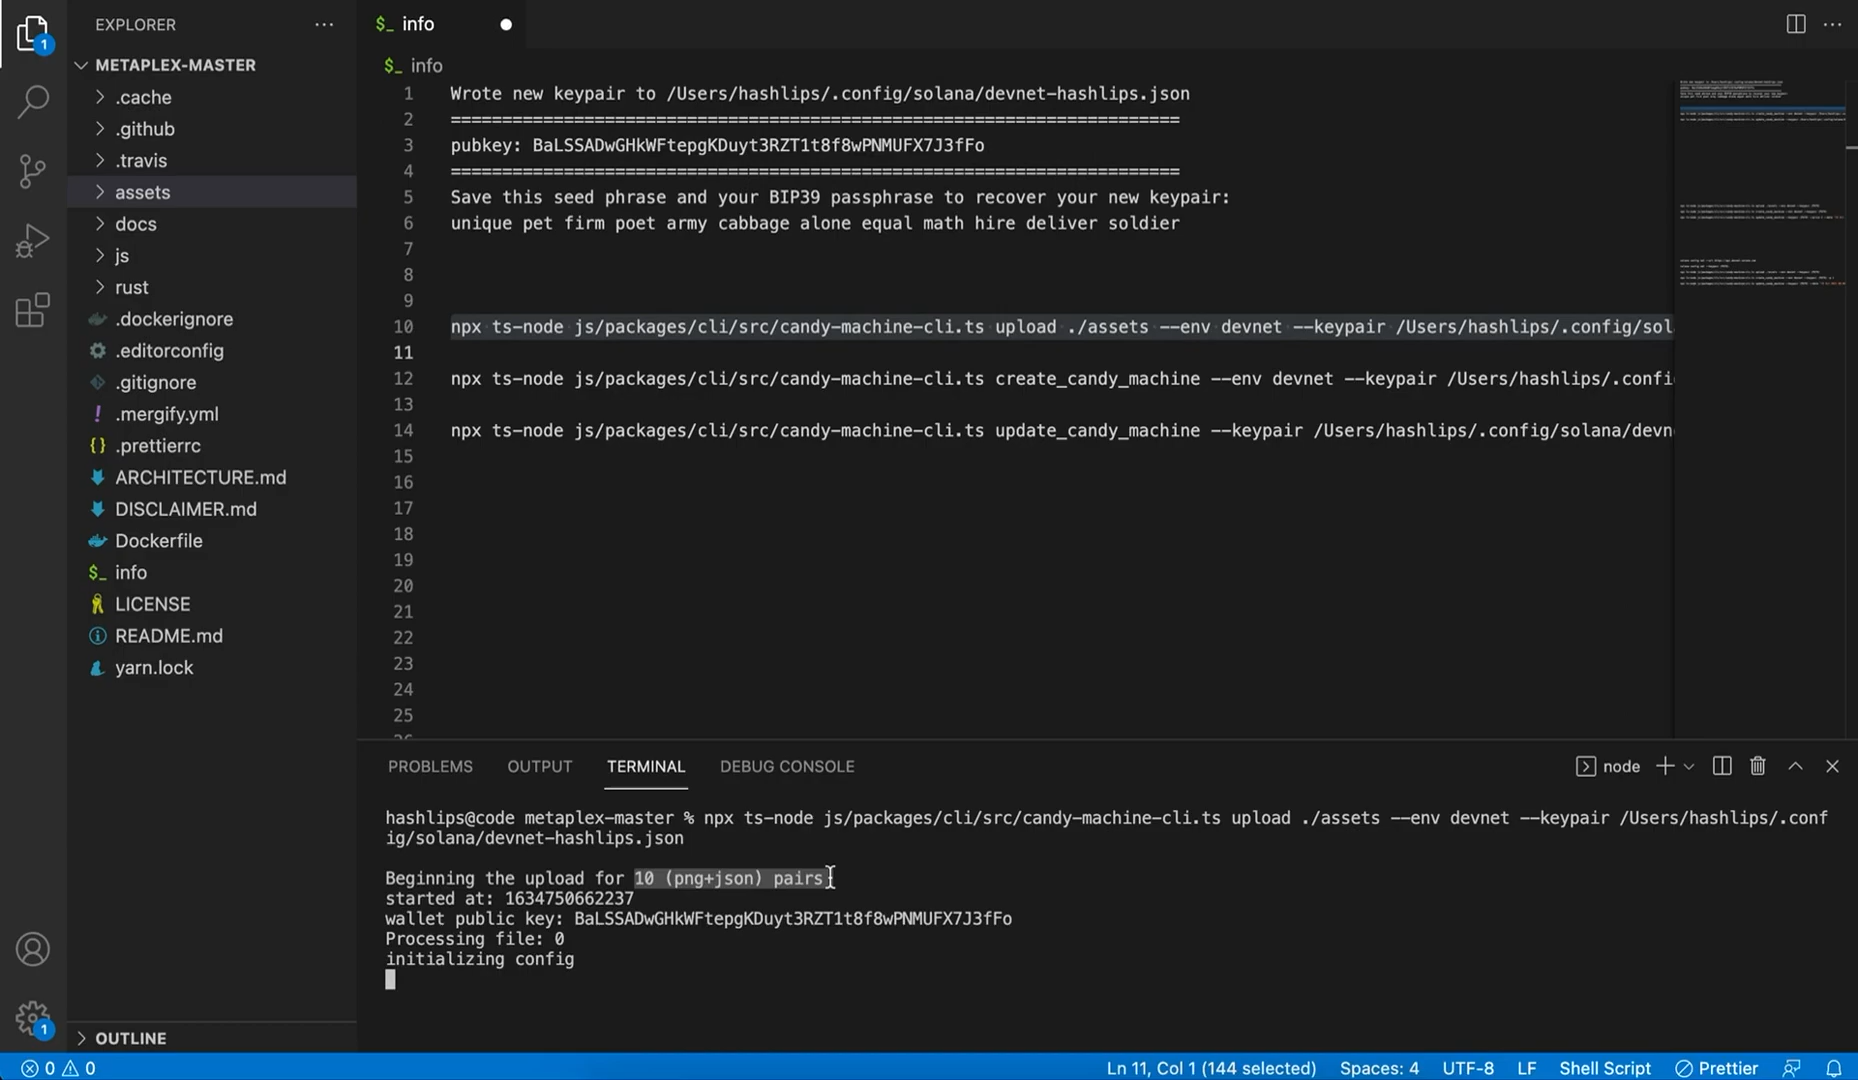 EXPLORER
METAPLEX-MASTER
.cache
.github
.travis
assets
docs
js
rust
.dockerignore
.editorconfig
.gitignore
.mergify.yml
.prettierrc
ARCHITECTURE.md
DISCLAIMER.md
Dockerfile
info
LICENSE
README.md
yarn.lock
OUTLINE
$_ info
$_ info
1 Wrote new keypair to /Users/hashlips/.config/solana/devnet-hashlips.json
2 =======================================================================
3 pubkey: BaLSSADwGHkWFtepgKDuyt3RZT1t8f8wPNMUFX7J3fFo
4 =======================================================================
5 Save this seed phrase and your BIP39 passphrase to recover your new keypair:
6 unique pet firm poet army cabbage alone equal math hire deliver soldier
7
8
9
10 npx ts-node js/packages/cli/src/candy-machine-cli.ts upload ./assets --env devnet --keypair /Users/hashlips/.config/sol
11
12 npx ts-node js/packages/cli/src/candy-machine-cli.ts create_candy_machine --env devnet --keypair /Users/hashlips/.confi
13
14 npx ts-node js/packages/cli/src/candy-machine-cli.ts update_candy_machine --keypair /Users/hashlips/.config/solana/devn
15
16
17
18
19
20
21
22
23
24
25
PROBLEMS OUTPUT TERMINAL DEBUG CONSOLE node
hashlips@code metaplex-master % npx ts-node js/packages/cli/src/candy-machine-cli.ts upload ./assets --env devnet --keypair /Users/hashlips/.conf
ig/solana/devnet-hashlips.json
Beginning the upload for 10 (png+json) pairs
started at: 1634750662237
wallet public key: BaLSSADwGHkWFtepgKDuyt3RZT1t8f8wPNMUFX7J3fFo
Processing file: 0
initializing config
0 0 Ln 11, Col 1 (144 selected) Spaces: 4 UTF-8 LF Shell Script Prettier
1
1